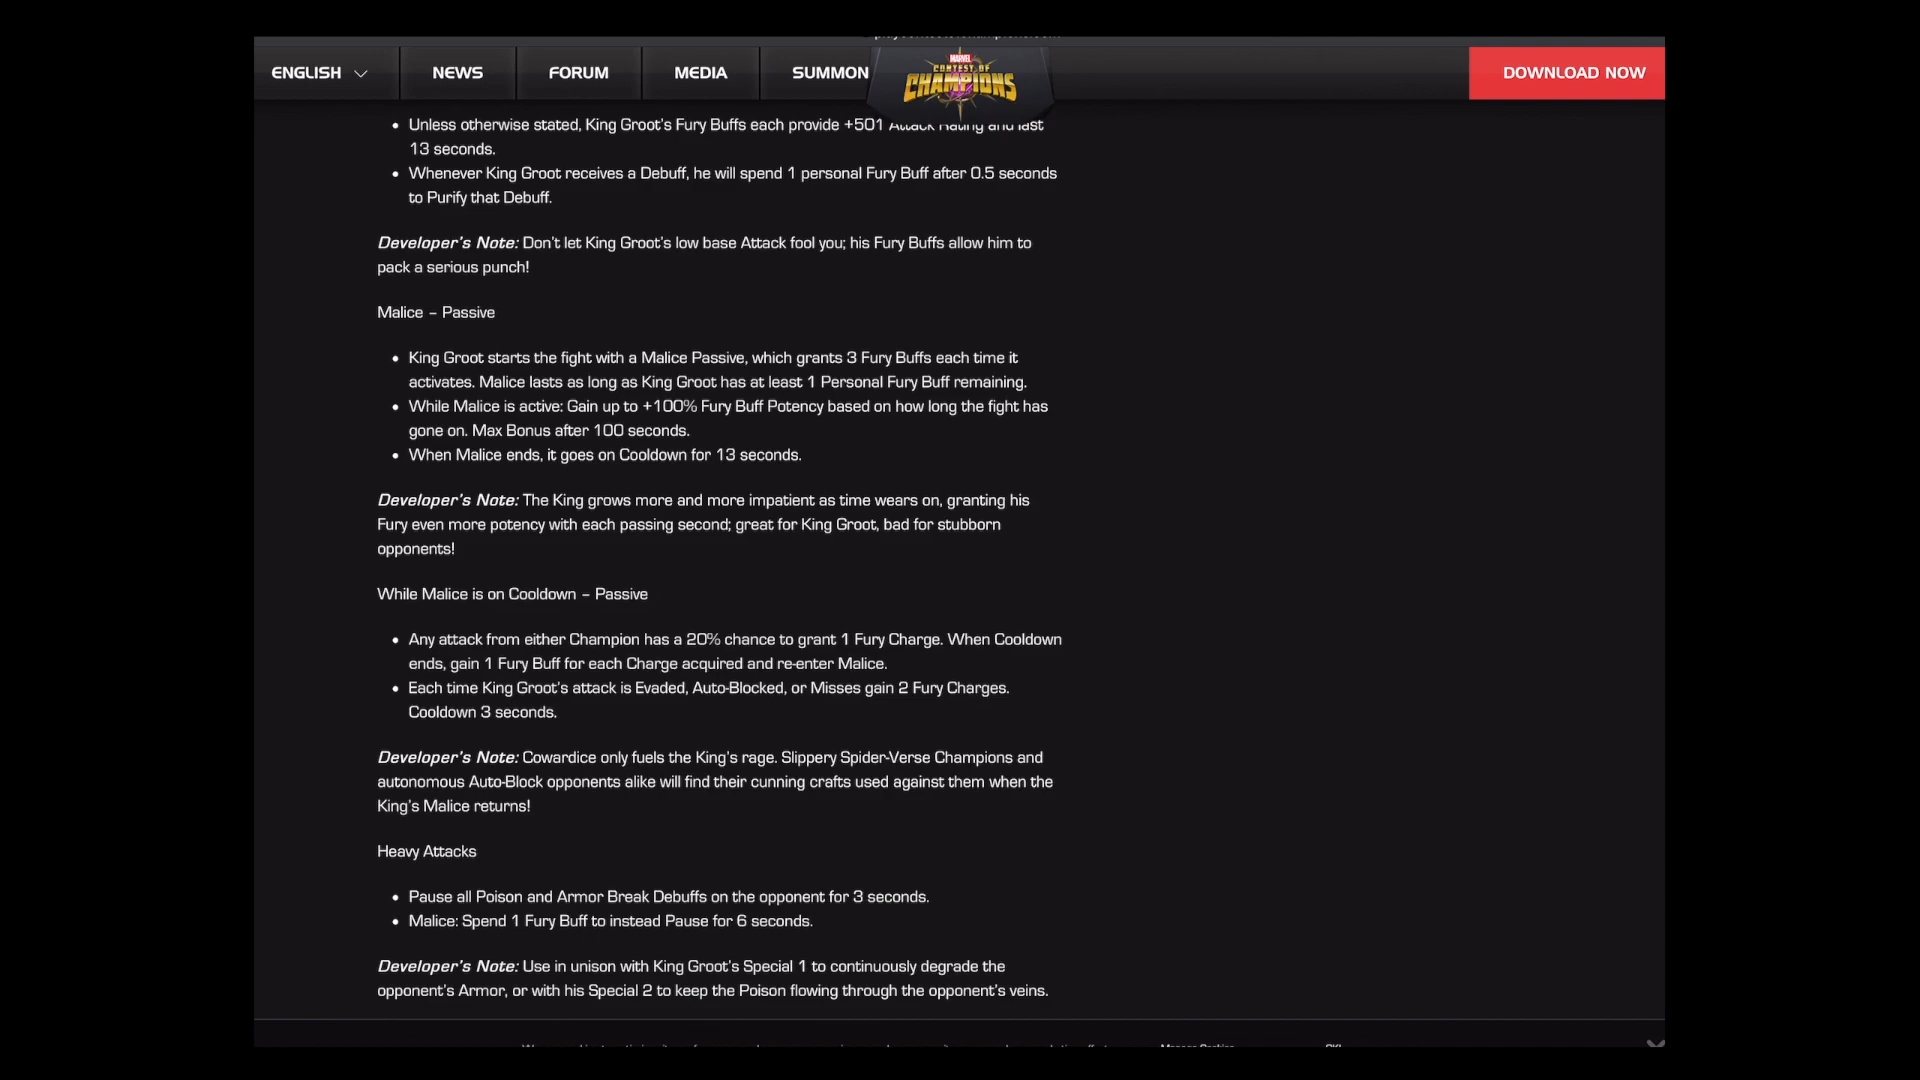 ENGLISH NEWS FORUM MEDIA SUMMON MARVEL CONTEST OF CHAMPIONS DOWNLOAD NOW
• Unless otherwise stated, King Groot's Fury Buffs each provide +501 Attack Rating and last
13 seconds.
• Whenever King Groot receives a Debuff, he will spend 1 personal Fury Buff after 0.5 seconds
to Purify that Debuff.
Developer's Note: Don't let King Groot's low base Attack fool you; his Fury Buffs allow him to
pack a serious punch!
Malice – Passive
• King Groot starts the fight with a Malice Passive, which grants 3 Fury Buffs each time it
activates. Malice lasts as long as King Groot has at least 1 Personal Fury Buff remaining.
• While Malice is active: Gain up to +100% Fury Buff Potency based on how long the fight has
gone on. Max Bonus after 100 seconds.
• When Malice ends, it goes on Cooldown for 13 seconds.
Developer's Note: The King grows more and more impatient as time wears on, granting his
Fury even more potency with each passing second; great for King Groot, bad for stubborn
opponents!
While Malice is on Cooldown – Passive
• Any attack from either Champion has a 20% chance to grant 1 Fury Charge. When Cooldown
ends, gain 1 Fury Buff for each Charge acquired and re-enter Malice.
• Each time King Groot's attack is Evaded, Auto-Blocked, or Misses gain 2 Fury Charges.
Cooldown 3 seconds.
Developer's Note: Cowardice only fuels the King's rage. Slippery Spider-Verse Champions and
autonomous Auto-Block opponents alike will find their cunning crafts used against them when the
King's Malice returns!
Heavy Attacks
• Pause all Poison and Armor Break Debuffs on the opponent for 3 seconds.
• Malice: Spend 1 Fury Buff to instead Pause for 6 seconds.
Developer's Note: Use in unison with King Groot's Special 1 to continuously degrade the
opponent's Armor, or with his Special 2 to keep the Poison flowing through the opponent's veins.